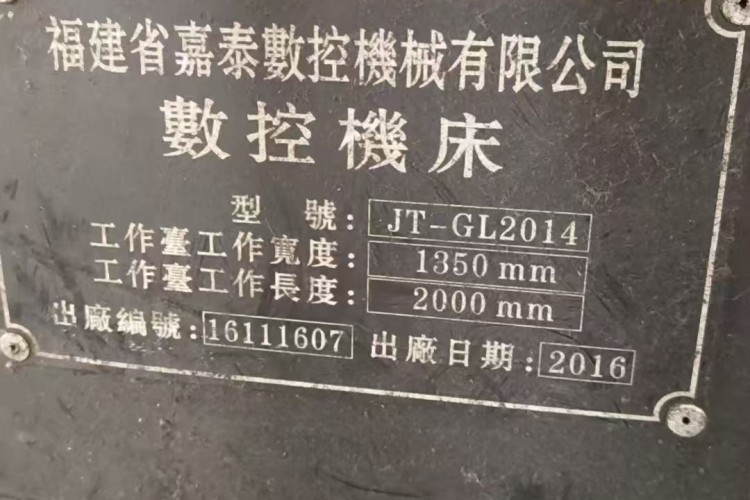 福建省嘉泰數控機械有限公司
數控機床
型號: JT-GL2014
工作臺工作寬度: 1350 mm
工作臺工作長度: 2000 mm
出廠編號: 16111607 出廠日期: 2016